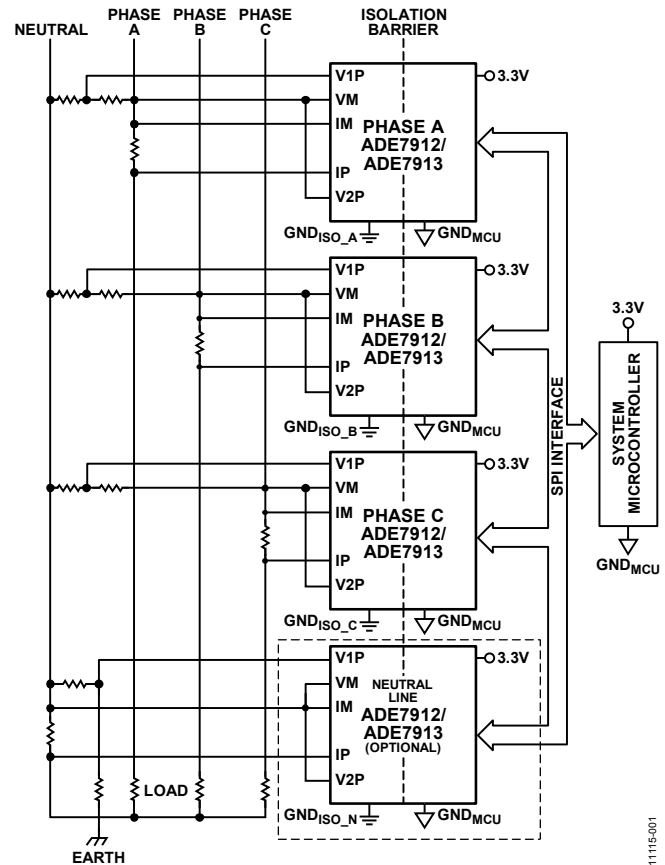 NEUTRAL
PHASE
A
PHASE
B
PHASE
C
ISOLATION
BARRIER
V1P
VM
IM
IP
V2P
PHASE A
ADE7912/
ADE7913
3.3V
GNDISO_A
GNDMCU
V1P
VM
IM
IP
V2P
PHASE B
ADE7912/
ADE7913
3.3V
GNDISO_B
GNDMCU
V1P
VM
IM
IP
V2P
PHASE C
ADE7912/
ADE7913
3.3V
GNDISO_C
GNDMCU
V1P
VM
IM
IP
V2P
NEUTRAL
LINE
ADE7912/
ADE7913
(OPTIONAL)
3.3V
GNDISO_N
GNDMCU
LOAD
EARTH
SPI INTERFACE
3.3V
SYSTEM
MICROCONTROLLER
GNDMCU
11115-001